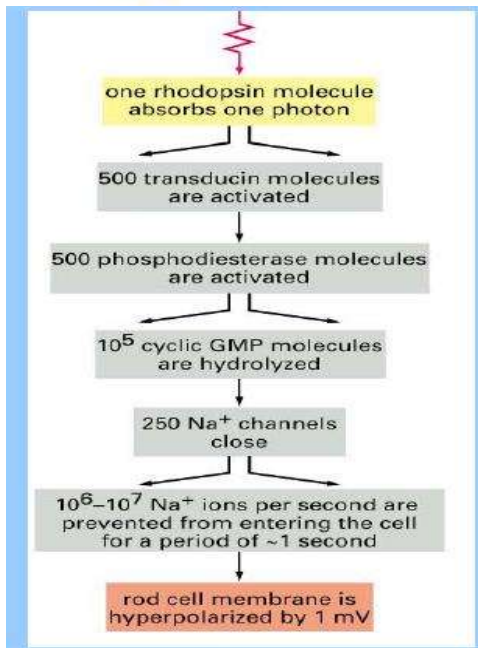 one rhodopsin molecule
absorbs one photon
500 transducin molecules
are activated
500 phosphodiesterase molecules
are activated
10⁵ cyclic GMP molecules
are hydrolyzed
250 Na⁺ channels
close
10⁶–10⁷ Na⁺ ions per second are
prevented from entering the cell
for a period of ~1 second
rod cell membrane is
hyperpolarized by 1 mV